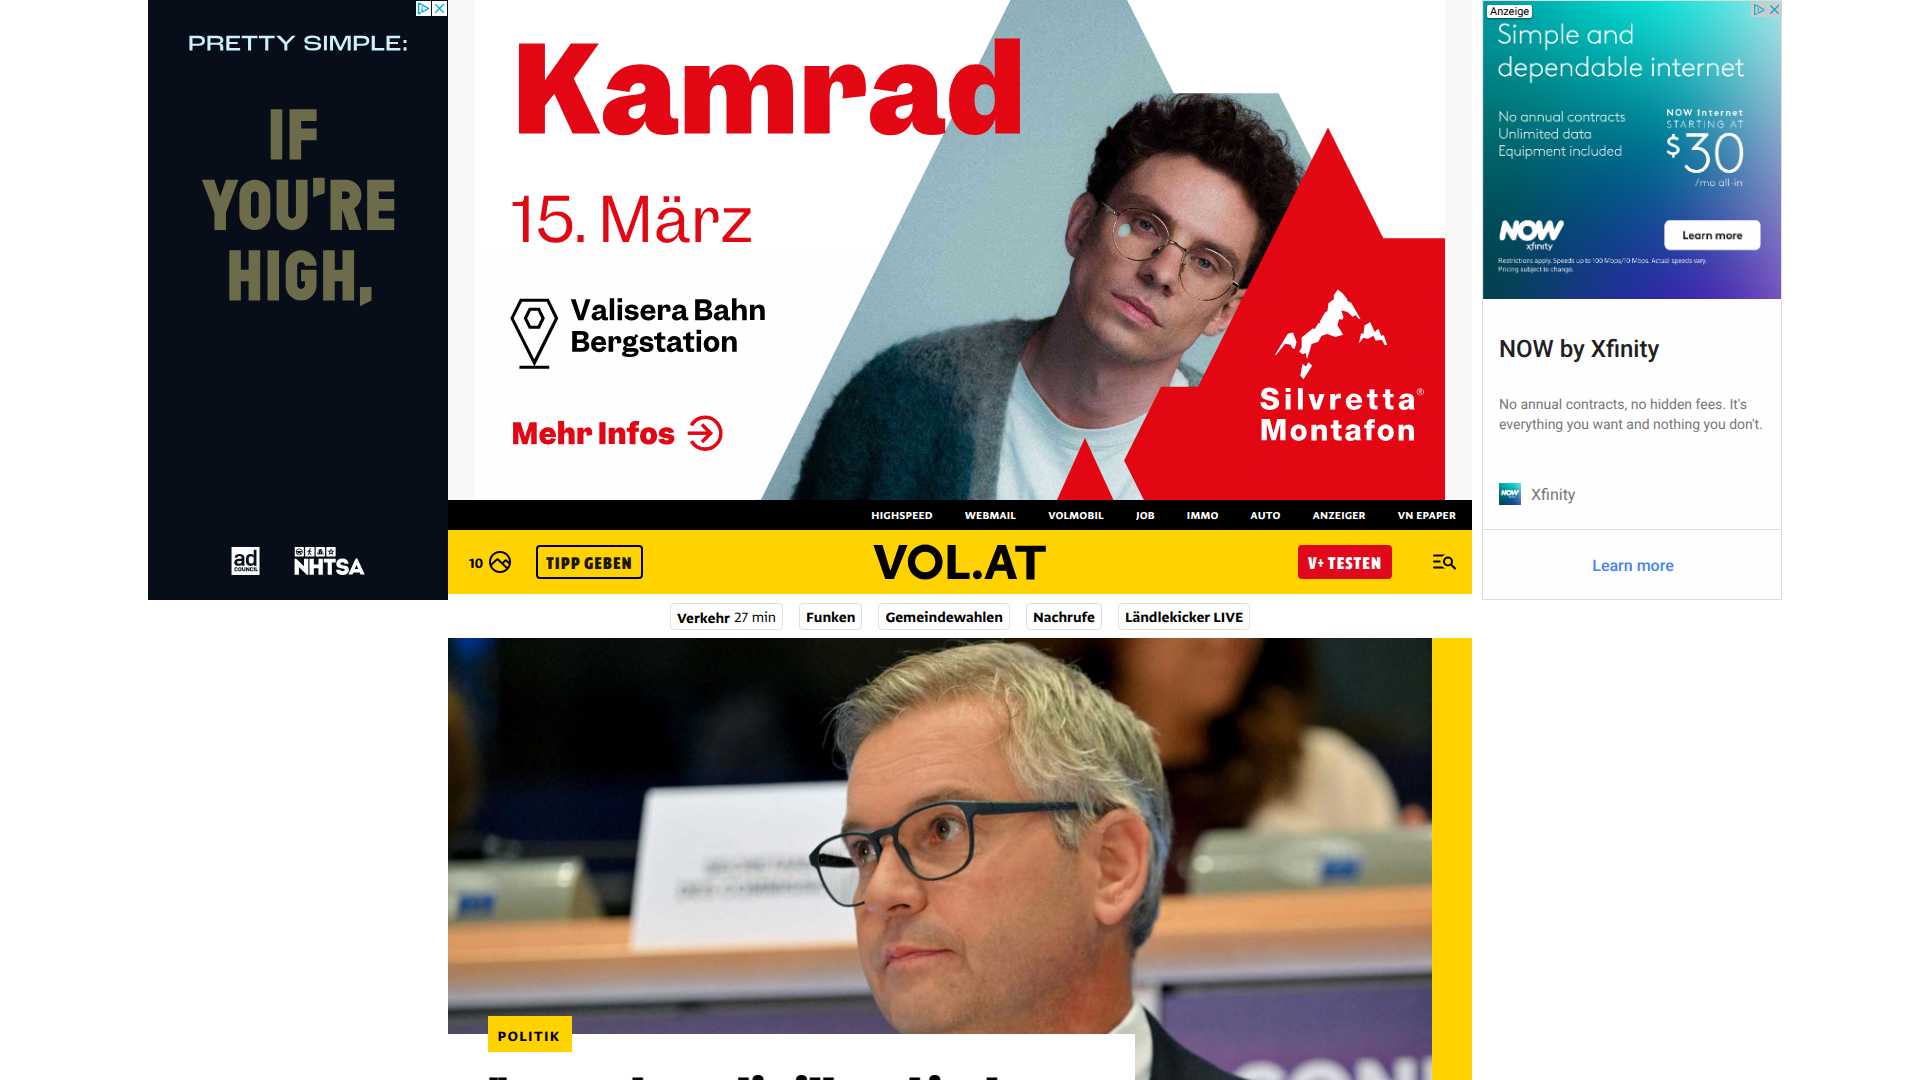 PRETTY SIMPLE:
IF
YOU'RE
HIGH,
ad
COUNCIL
NHTSA
Kamrad
15. März
Valisera Bahn
Bergstation
Mehr Infos
Silvretta®
Montafon
Anzeige
Simple and
dependable internet
No annual contracts
Unlimited data
Equipment included
NOW Internet
STARTING AT
$30
/mo all-in
NOW
xfinity
Learn more
Restrictions apply. Speeds up to 100 Mbps/10 Mbps. Actual speeds vary.
Pricing subject to change.
NOW by Xfinity
No annual contracts, no hidden fees. It's
everything you want and nothing you don't.
NOW
Xfinity
Learn more
HIGHSPEED WEBMAIL VOLMOBIL JOB IMMO AUTO ANZEIGER VN EPAPER
10 TIPP GEBEN VOL.AT V+ TESTEN
Verkehr 27 min Funken Gemeindewahlen Nachrufe Ländlekicker LIVE
POLITIK